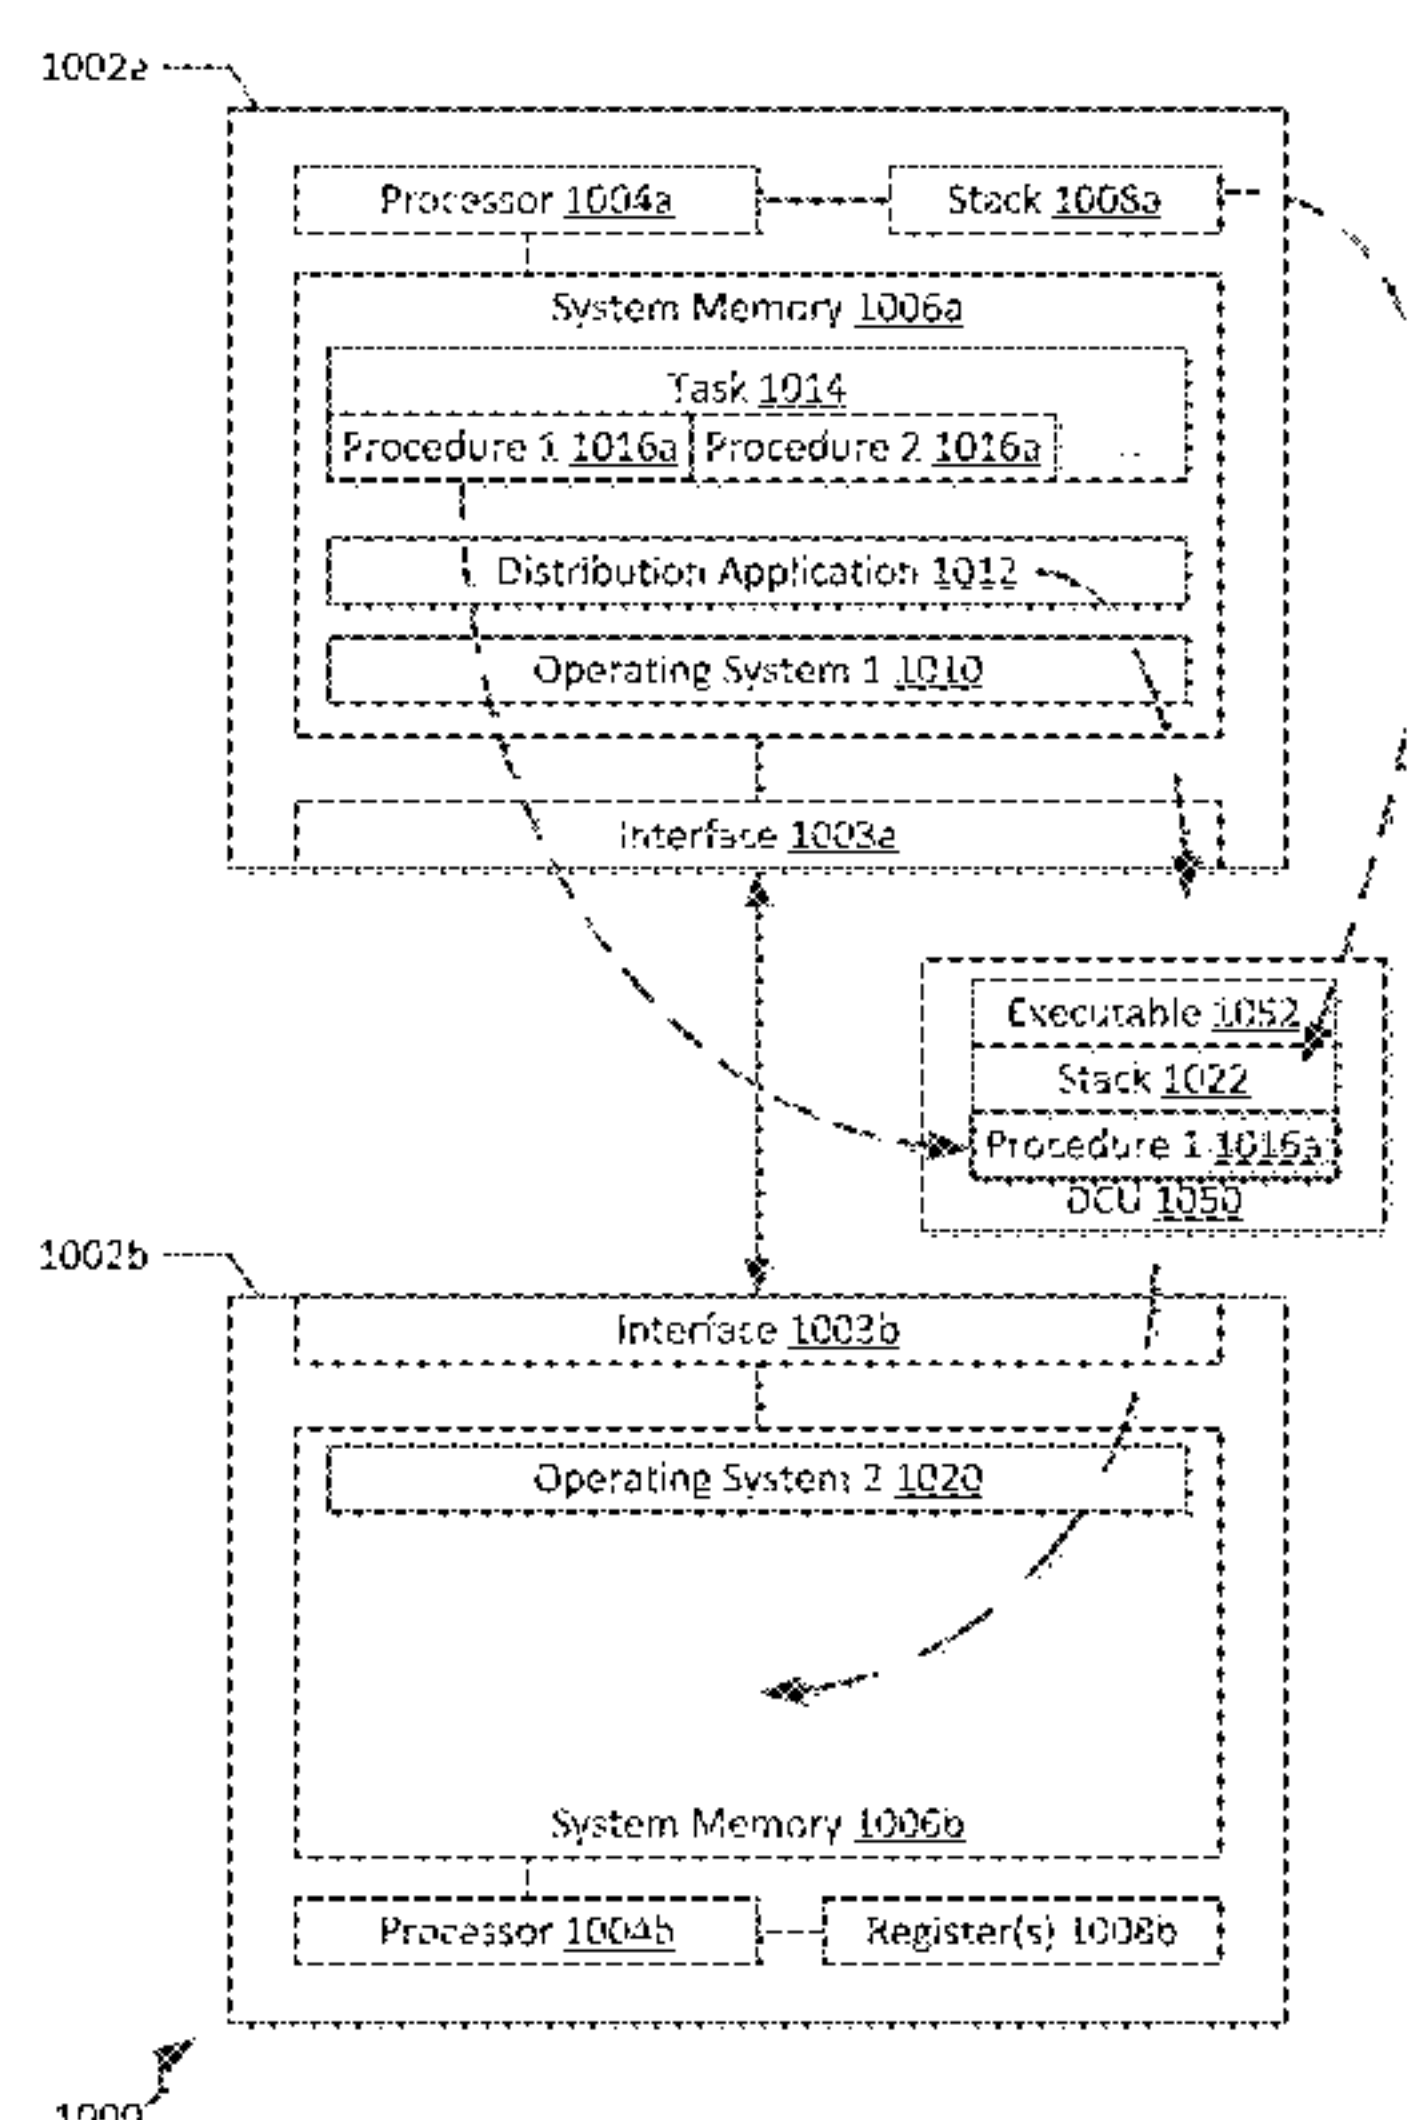 1002a
Processor 1004a
Stack 1008a
System Memory 1006a
Task 1014
Procedure 1 1016a
Procedure 2 1016a
..
Distribution Application 1012
Operating System 1 1010
Interface 1003a
Executable 1052
Stack 1022
Procedure 1 1016a
DCU 1050
1002b
Interface 1003b
Operating System 2 1020
System Memory 1006b
Processor 1004b
Register(s) 1008b
1000